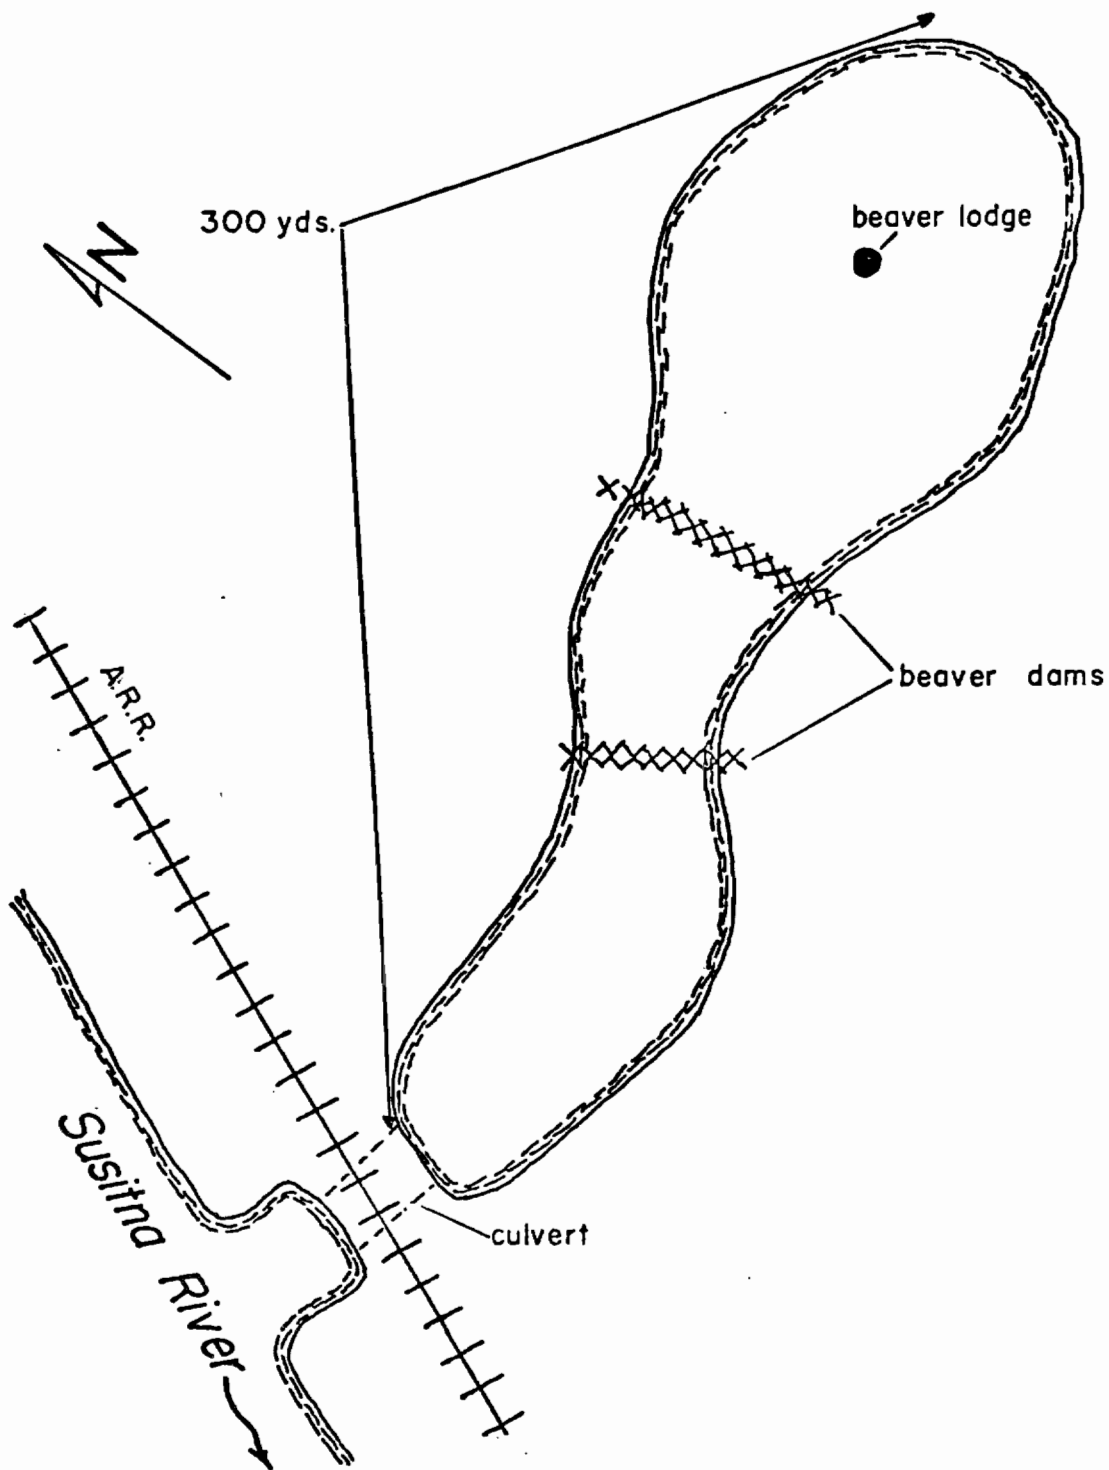 300 yds.
N
beaver lodge
A.R.R.
beaver dams
culvert
Susitna River